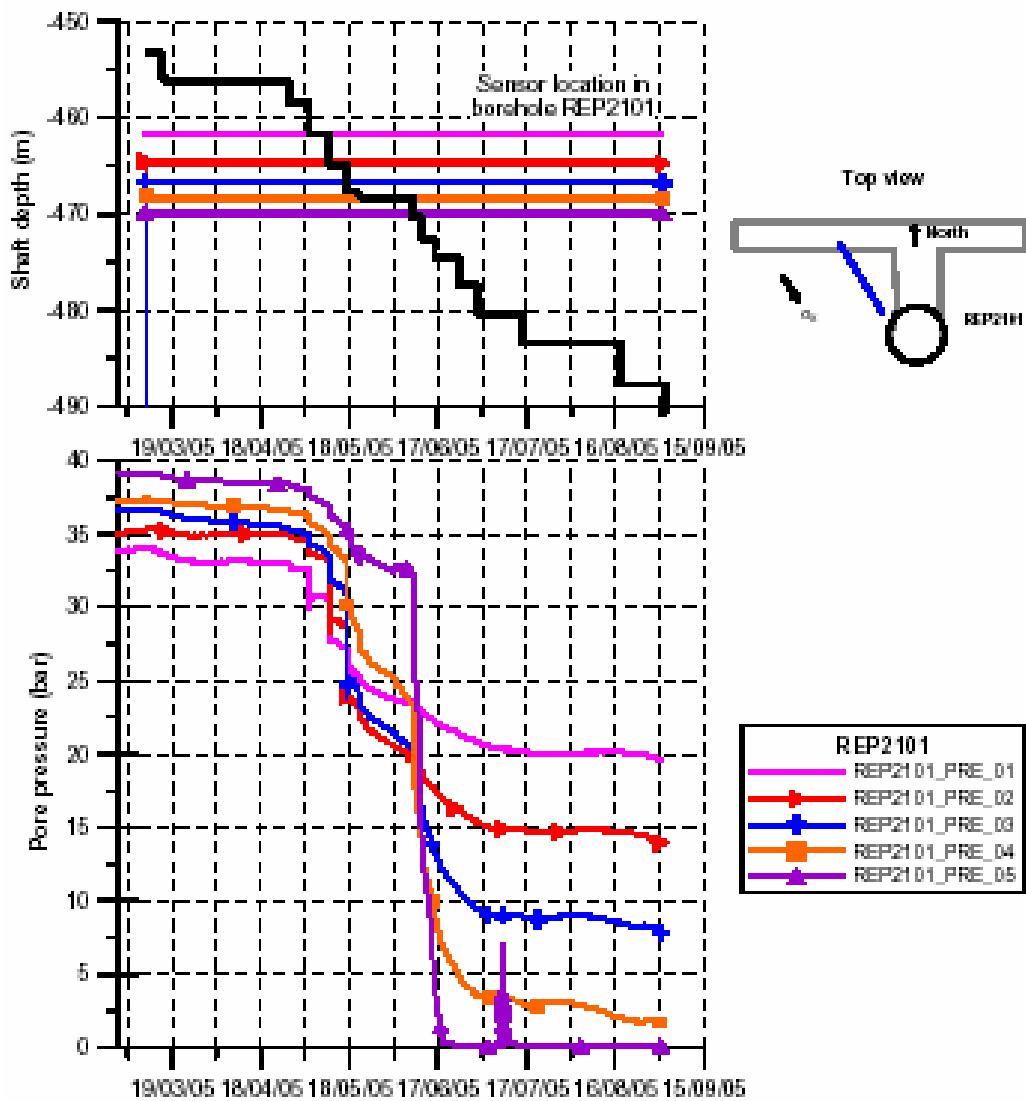 -450
-460
-470
-480
-490
Shaft depth (m)
Sensor location in
borehole REP2101
19/03/05 18/04/05 18/05/05 17/06/05 17/07/05 16/08/05 15/09/05
Top view
North
REP2101
40
35
30
25
20
15
10
5
0
Pore pressure (bar)
19/03/05 18/04/05 18/05/05 17/06/05 17/07/05 16/08/05 15/09/05
REP2101
REP2101_PRE_01
REP2101_PRE_02
REP2101_PRE_03
REP2101_PRE_04
REP2101_PRE_05